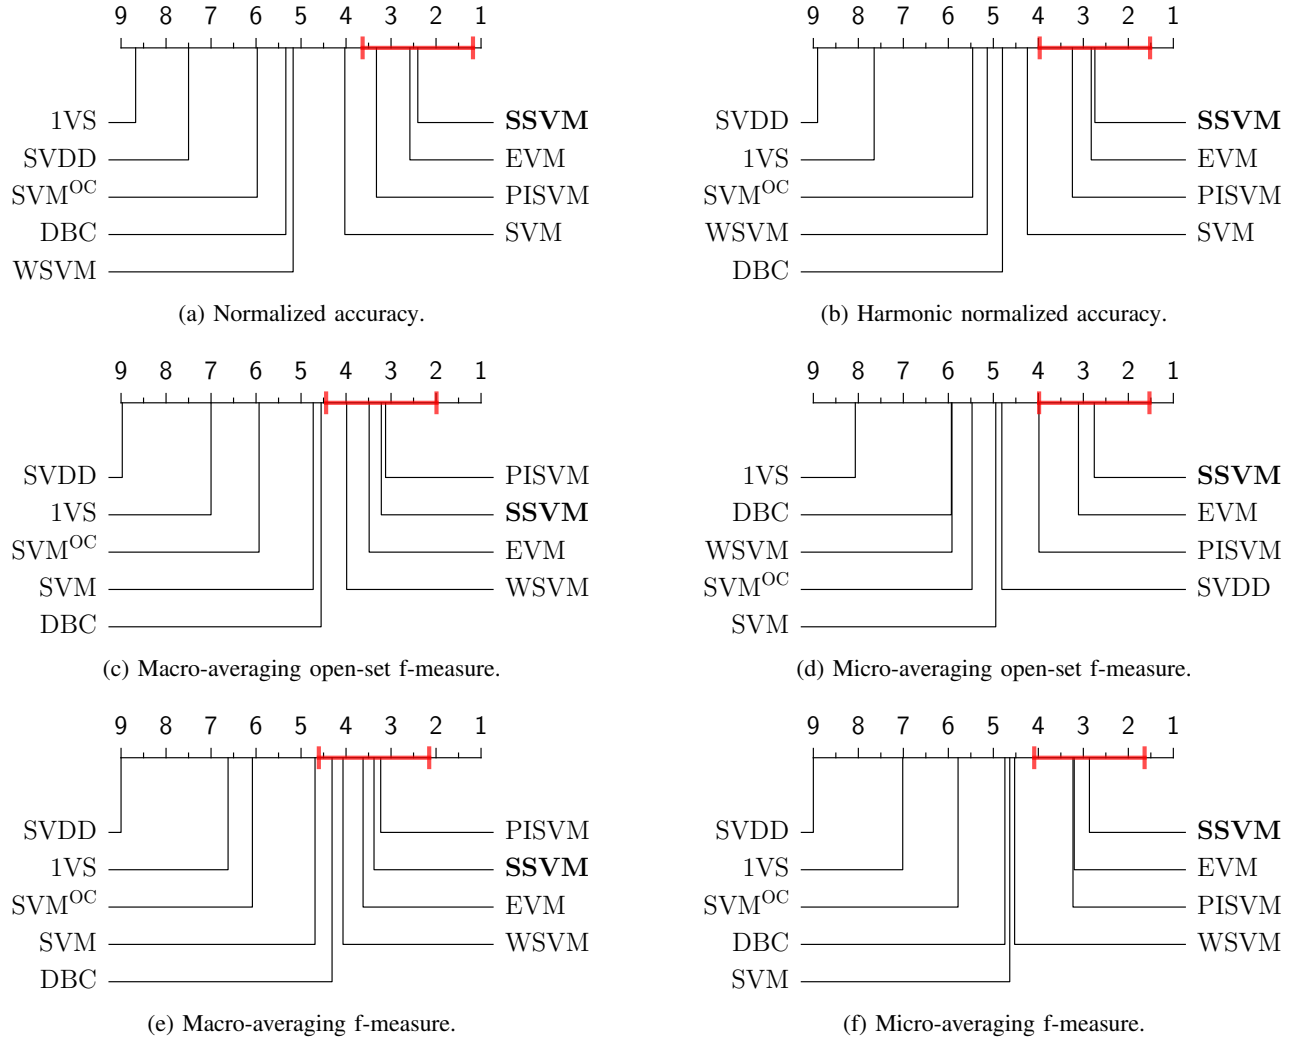 9 8 7 6 5 4 3 2 1
1VS
SVDD
SVM^OC
DBC
WSVM
SSVM
EVM
PISVM
SVM
(a) Normalized accuracy.
9 8 7 6 5 4 3 2 1
SVDD
1VS
SVM^OC
WSVM
DBC
SSVM
EVM
PISVM
SVM
(b) Harmonic normalized accuracy.
9 8 7 6 5 4 3 2 1
SVDD
1VS
SVM^OC
SVM
DBC
PISVM
SSVM
EVM
WSVM
(c) Macro-averaging open-set f-measure.
9 8 7 6 5 4 3 2 1
1VS
DBC
WSVM
SVM^OC
SVM
SSVM
EVM
PISVM
SVDD
(d) Micro-averaging open-set f-measure.
9 8 7 6 5 4 3 2 1
SVDD
1VS
SVM^OC
SVM
DBC
PISVM
SSVM
EVM
WSVM
(e) Macro-averaging f-measure.
9 8 7 6 5 4 3 2 1
SVDD
1VS
SVM^OC
DBC
SVM
SSVM
EVM
PISVM
WSVM
(f) Micro-averaging f-measure.